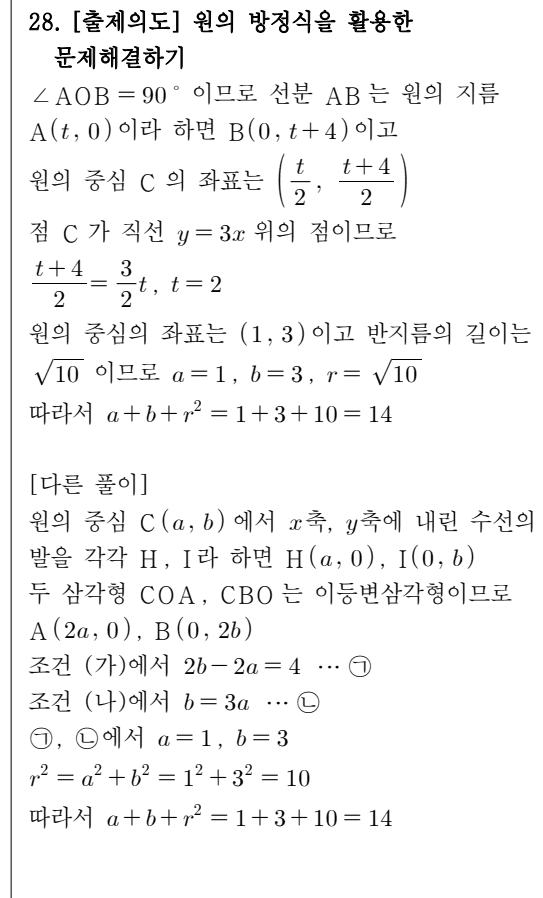 28. [출제의도] 원의 방정식을 활용한
문제해결하기
∠AOB = 90° 이므로 선분 AB 는 원의 지름
A(t, 0) 이라 하면 B(0, t+4) 이고
원의 중심 C 의 좌표는 (t/2, (t+4)/2)
점 C 가 직선 y = 3x 위의 점이므로
(t+4)/2 = (3/2)t, t = 2
원의 중심의 좌표는 (1, 3) 이고 반지름의 길이는
√10 이므로 a = 1, b = 3, r = √10
따라서 a+b+r² = 1+3+10 = 14
[다른 풀이]
원의 중심 C(a, b) 에서 x축, y축에 내린 수선의
발을 각각 H, I 라 하면 H(a, 0), I(0, b)
두 삼각형 COA, CBO 는 이등변삼각형이므로
A(2a, 0), B(0, 2b)
조건 (가)에서 2b-2a = 4 ··· ㉠
조건 (나)에서 b = 3a ··· ㉡
㉠, ㉡에서 a = 1, b = 3
r² = a²+b² = 1²+3² = 10
따라서 a+b+r² = 1+3+10 = 14